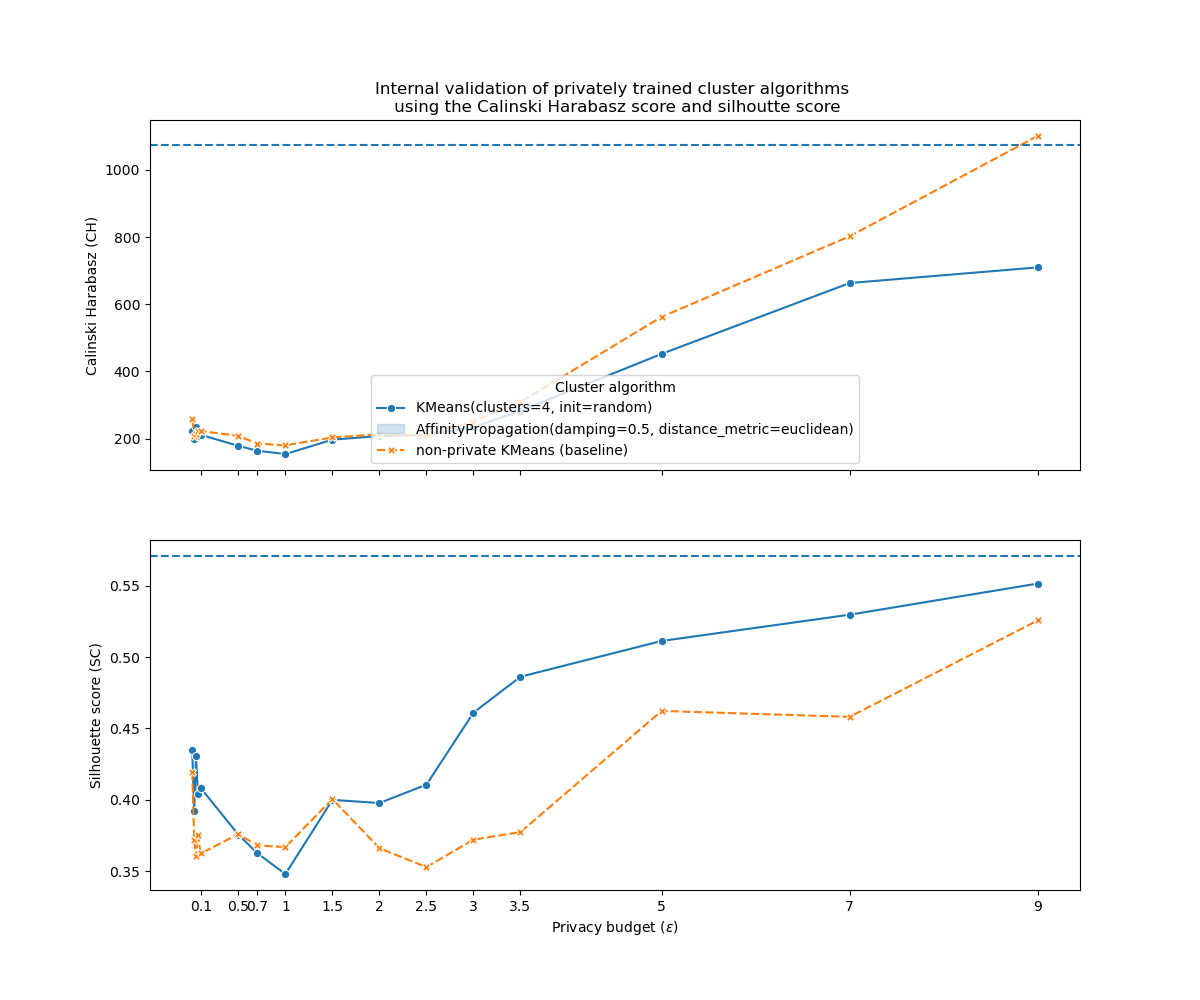 Internal validation of privately trained cluster algorithms
using the Calinski Harabasz score and silhoutte score
Calinski Harabasz (CH)
1000
800
600
400
200
Cluster algorithm
KMeans(clusters=4, init=random)
AffinityPropagation(damping=0.5, distance_metric=euclidean)
non-private KMeans (baseline)
Silhouette score (SC)
0.55
0.50
0.45
0.40
0.35
0.1 0.5 0.7 1 1.5 2 2.5 3 3.5 5 7 9
Privacy budget (ε)